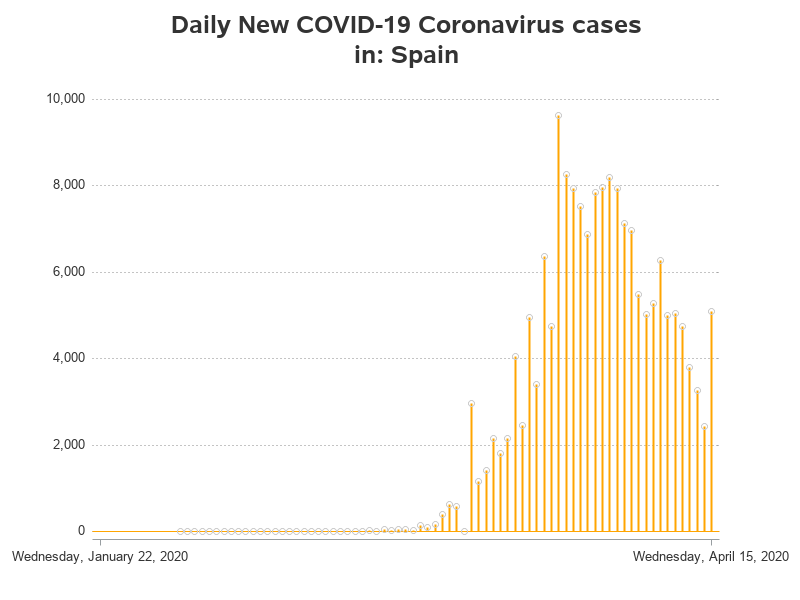 Daily New COVID-19 Coronavirus cases
in: Spain
10,000
8,000
6,000
4,000
2,000
0
Wednesday, January 22, 2020
Wednesday, April 15, 2020